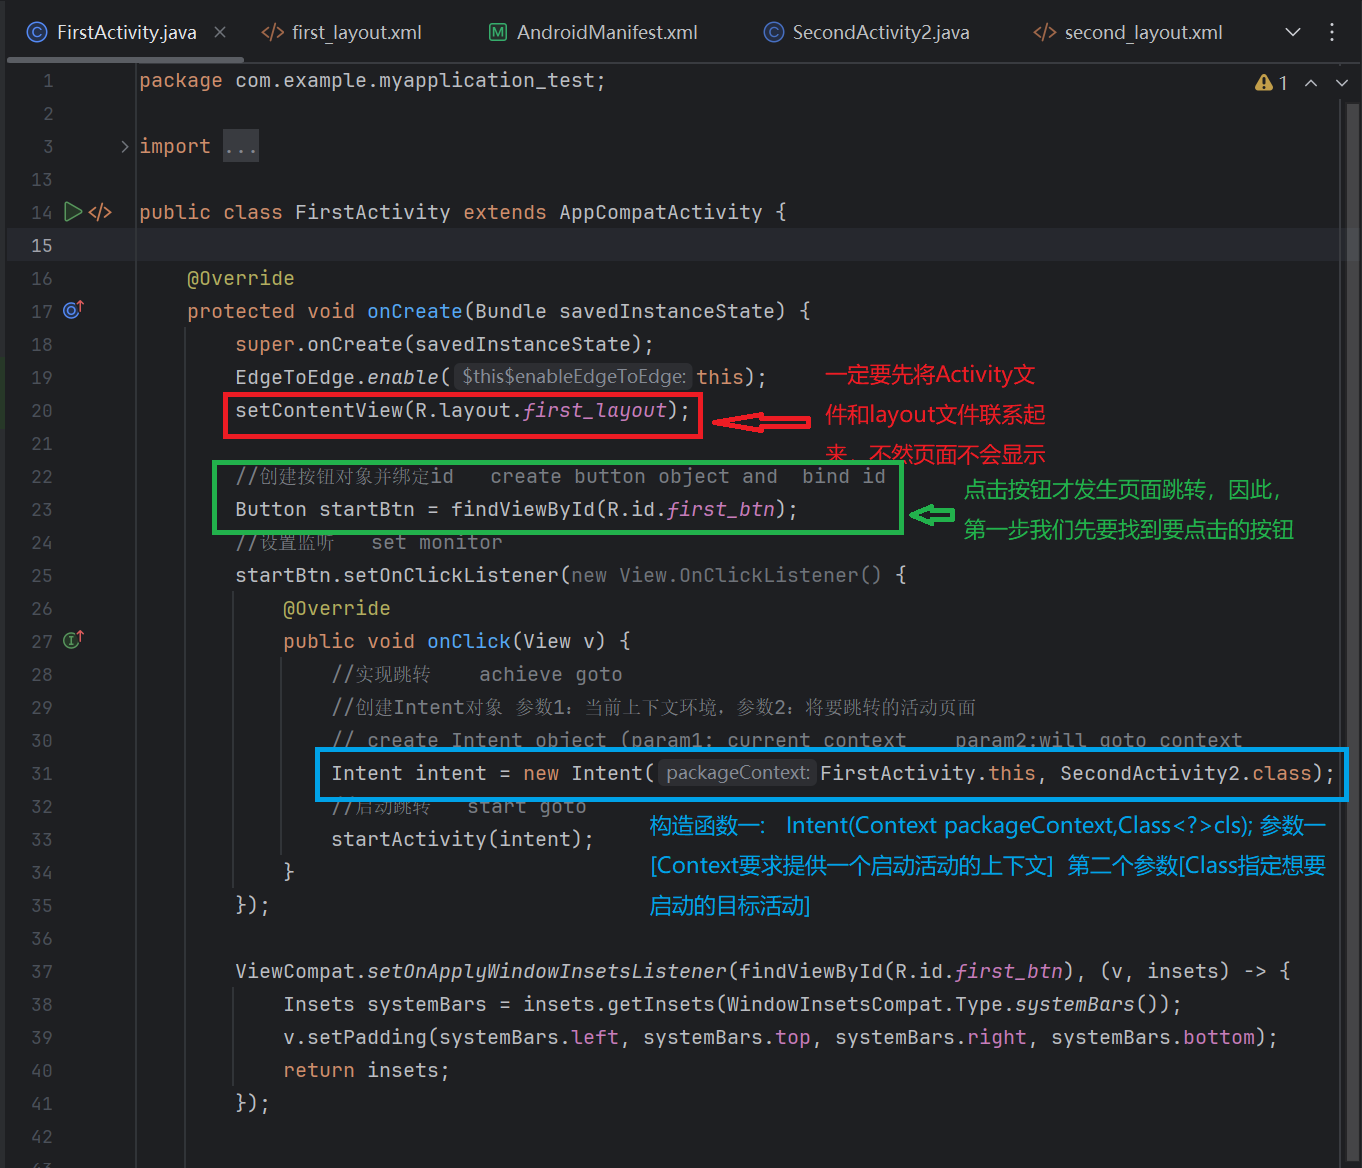 FirstActivity.java
first_layout.xml
AndroidManifest.xml
SecondActivity2.java
second_layout.xml
1 package com.example.myapplication_test;
1
2
3 import ...
13
14 public class FirstActivity extends AppCompatActivity {
15
16 @Override
17 protected void onCreate(Bundle savedInstanceState) {
18 super.onCreate(savedInstanceState);
19 EdgeToEdge.enable( $this$enableEdgeToEdge: this);
20 setContentView(R.layout.first_layout);
一定要先将Activity文
件和layout文件联系起
来，不然页面不会显示
21
22 //创建按钮对象并绑定id create button object and bind id
23 Button startBtn = findViewById(R.id.first_btn);
点击按钮才发生页面跳转，因此，
第一步我们先要找到要点击的按钮
24 //设置监听 set monitor
25 startBtn.setOnClickListener(new View.OnClickListener() {
26 @Override
27 public void onClick(View v) {
28 //实现跳转 achieve goto
29 //创建Intent对象 参数1：当前上下文环境，参数2：将要跳转的活动页面
30 // create Intent object (param1: current context param2:will goto context
31 Intent intent = new Intent( packageContext: FirstActivity.this, SecondActivity2.class);
32 //启动跳转 start goto
33 startActivity(intent);
构造函数一： Intent(Context packageContext,Class<?>cls); 参数一
[Context要求提供一个启动活动的上下文] 第二个参数[Class指定想要
启动的目标活动]
34 }
35 });
36
37 ViewCompat.setOnApplyWindowInsetsListener(findViewById(R.id.first_btn), (v, insets) -> {
38 Insets systemBars = insets.getInsets(WindowInsetsCompat.Type.systemBars());
39 v.setPadding(systemBars.left, systemBars.top, systemBars.right, systemBars.bottom);
40 return insets;
41 });
42
43